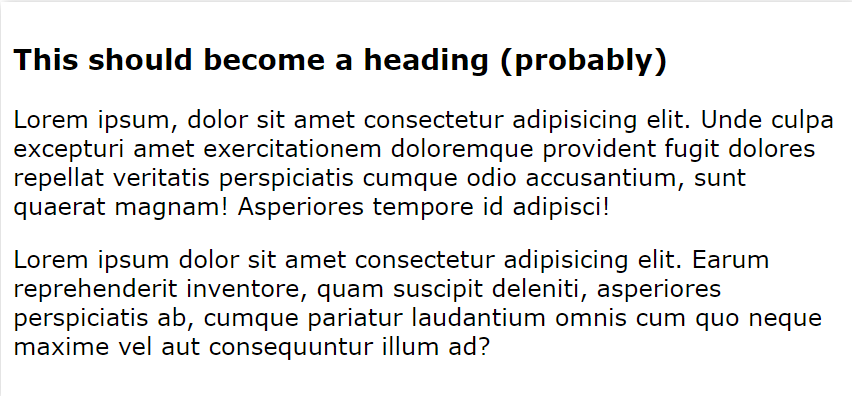 This should become a heading (probably)
Lorem ipsum, dolor sit amet consectetur adipisicing elit. Unde culpa
excepturi amet exercitationem doloremque provident fugit dolores
repellat veritatis perspiciatis cumque odio accusantium, sunt
quaerat magnam! Asperiores tempore id adipisci!
Lorem ipsum dolor sit amet consectetur adipisicing elit. Earum
reprehenderit inventore, quam suscipit deleniti, asperiores
perspiciatis ab, cumque pariatur laudantium omnis cum quo neque
maxime vel aut consequuntur illum ad?